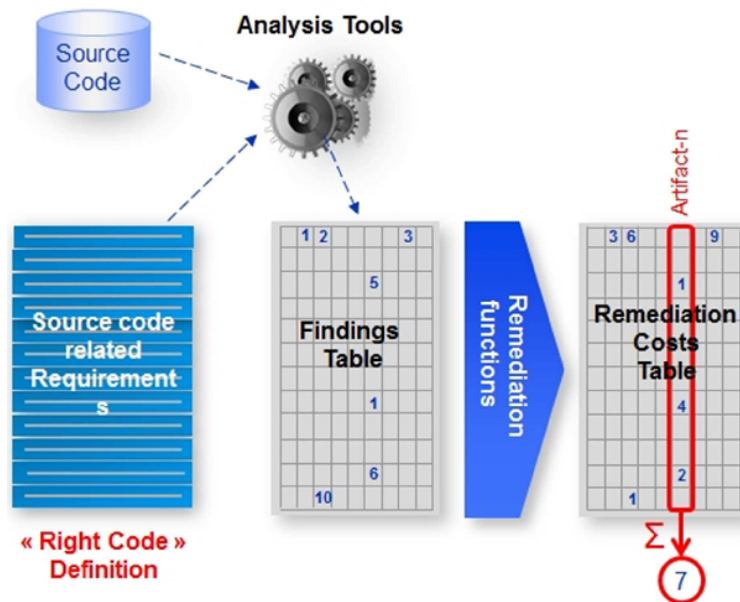 Analysis Tools
Source
Code
Artifact-n
1 2 3
3 6 9
5
1
Source code
related
Requirement
s
Findings
Table
Remediation
functions
Remediation
Costs
Table
1
4
6
2
10
1
« Right Code »
Definition
Σ
7